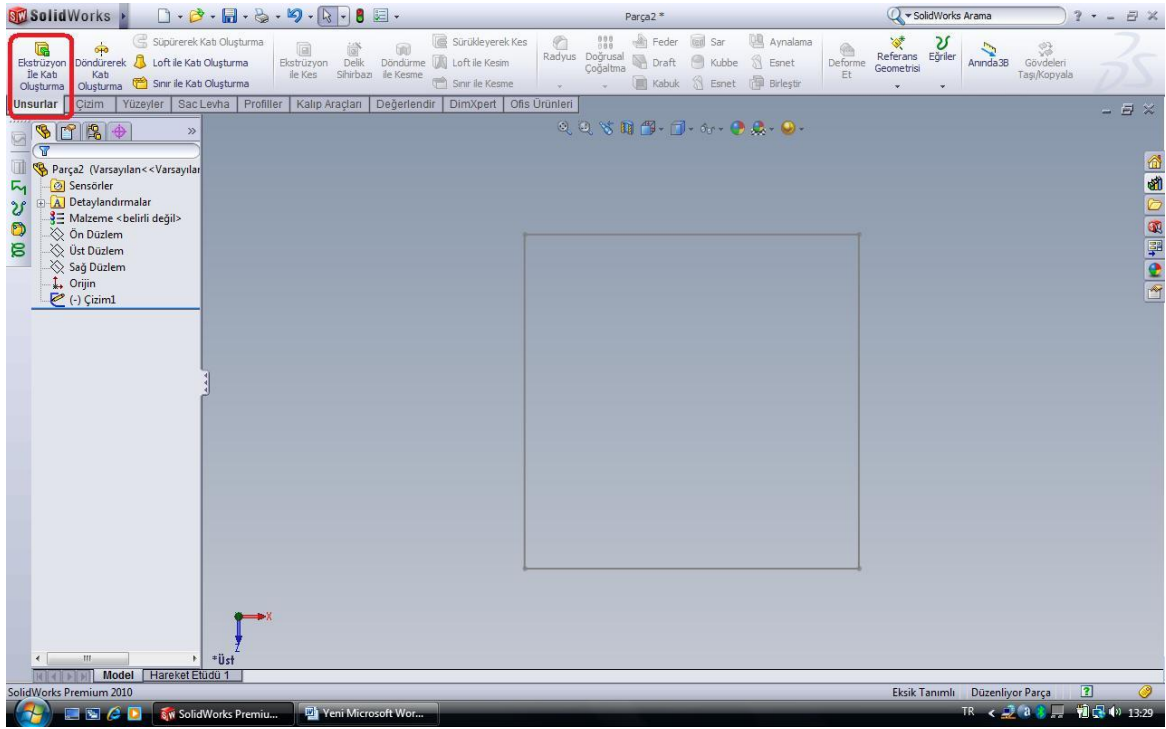 SolidWorks
Parça2 *
SolidWorks Arama
Ekstrüzyon İle Katı Oluşturma
Döndürerek Katı Oluşturma
Süpürerek Katı Oluşturma
Loft ile Katı Oluşturma
Sınır ile Katı Oluşturma
Ekstrüzyon ile Kes
Delik Sihirbazı
Döndürme ile Kesme
Sürükleyerek Kes
Loft ile Kesim
Sınır ile Kesme
Radyus
Doğrusal Çoğaltma
Feder
Draft
Kabuk
Sar
Kubbe
Esnet
Aynalama
Esnet
Birleştir
Deforme Et
Referans Geometrisi
Eğriler
Anında3B
Gövdeleri Taşı/Kopyala
Unsurlar Çizim Yüzeyler Sac Levha Profiller Kalıp Araçları Değerlendir DimXpert Ofis Ürünleri
Parça2 (Varsayılan<<Varsayılar
Sensörler
Detaylandırmalar
Malzeme <belirli değil>
Ön Düzlem
Üst Düzlem
Sağ Düzlem
Orijin
(-) Çizim1
X
Z
*Üst
Model Hareket Etüdü 1
SolidWorks Premium 2010
Eksik Tanımlı Düzenliyor Parça
SolidWorks Premiu...
Yeni Microsoft Wor...
TR
13:29